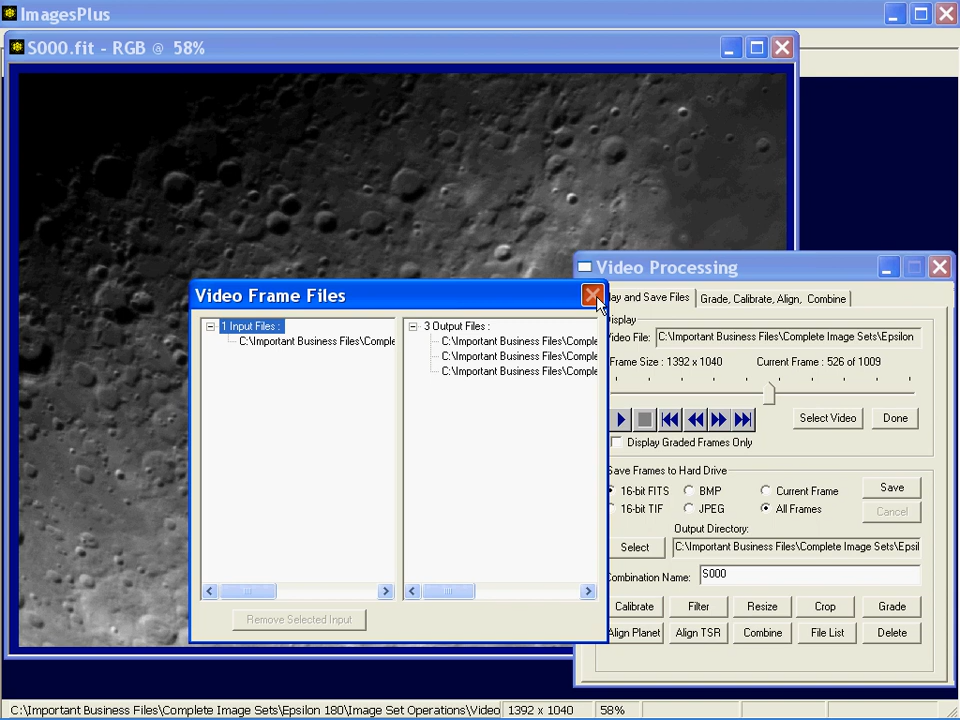 ImagesPlus
S000.fit - RGB @ 58%
Video Processing
Video Frame Files
lay and Save Files
Grade, Calibrate, Align, Combine
1 Input Files :
C:\Important Business Files\Comple
3 Output Files :
C:\Important Business Files\Comple
C:\Important Business Files\Comple
C:\Important Business Files\Comple
Remove Selected Input
isplay
ideo File: C:\Important Business Files\Complete Image Sets\Epsilon
Frame Size : 1392 x 1040 Current Frame : 526 of 1009
Select Video Done
Display Graded Frames Only
Save Frames to Hard Drive
16-bit FITS BMP Current Frame Save
16-bit TIF JPEG All Frames Cancel
Output Directory:
Select C:\Important Business Files\Complete Image Sets\Epsil
Combination Name: S000
Calibrate Filter Resize Crop Grade
Align Planet Align TSR Combine File List Delete
C:\Important Business Files\Complete Image Sets\Epsilon 180\Image Set Operations\Video 1392 x 1040 58%